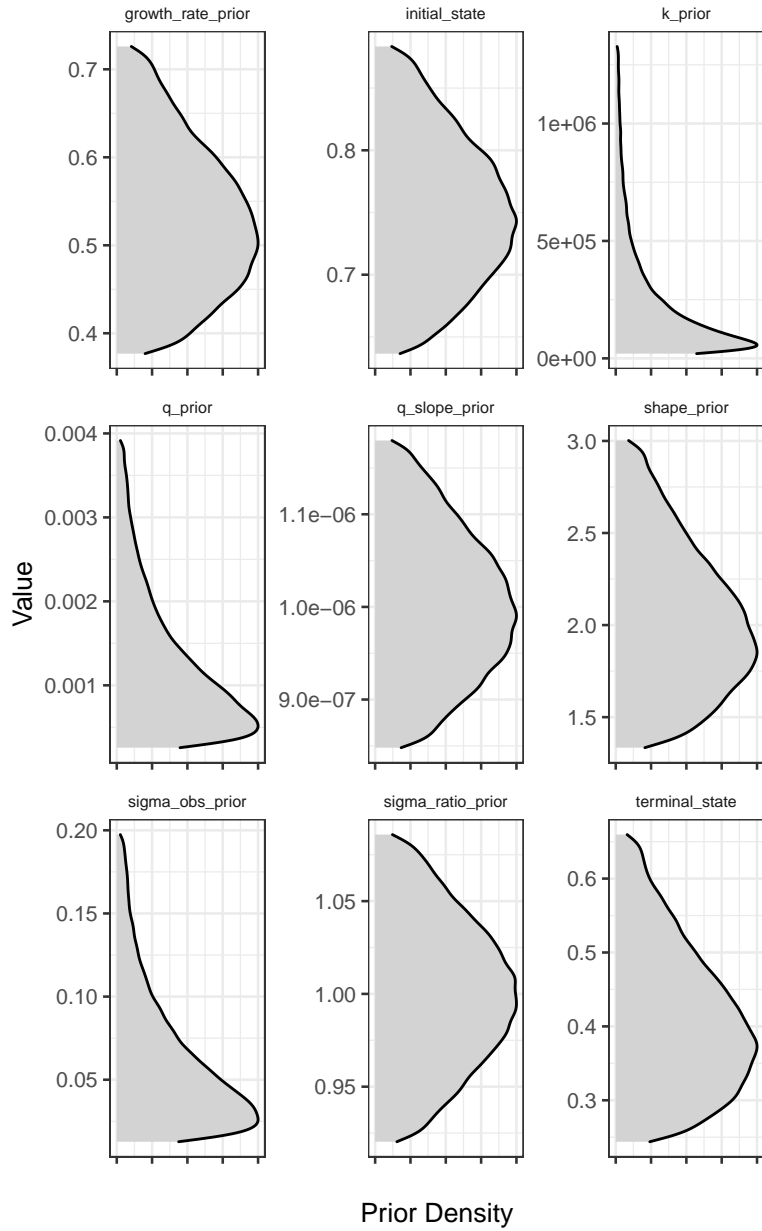 growth_rate_prior
initial_state
k_prior
0.7
0.6
0.5
0.4
0.8
0.7
1e+06
5e+05
0e+00
q_prior
q_slope_prior
shape_prior
0.004
0.003
0.002
0.001
1.1e−06
1.0e−06
9.0e−07
3.0
2.5
2.0
1.5
Value
sigma_obs_prior
sigma_ratio_prior
terminal_state
0.20
0.15
0.10
0.05
1.05
1.00
0.95
0.6
0.5
0.4
0.3
Prior Density